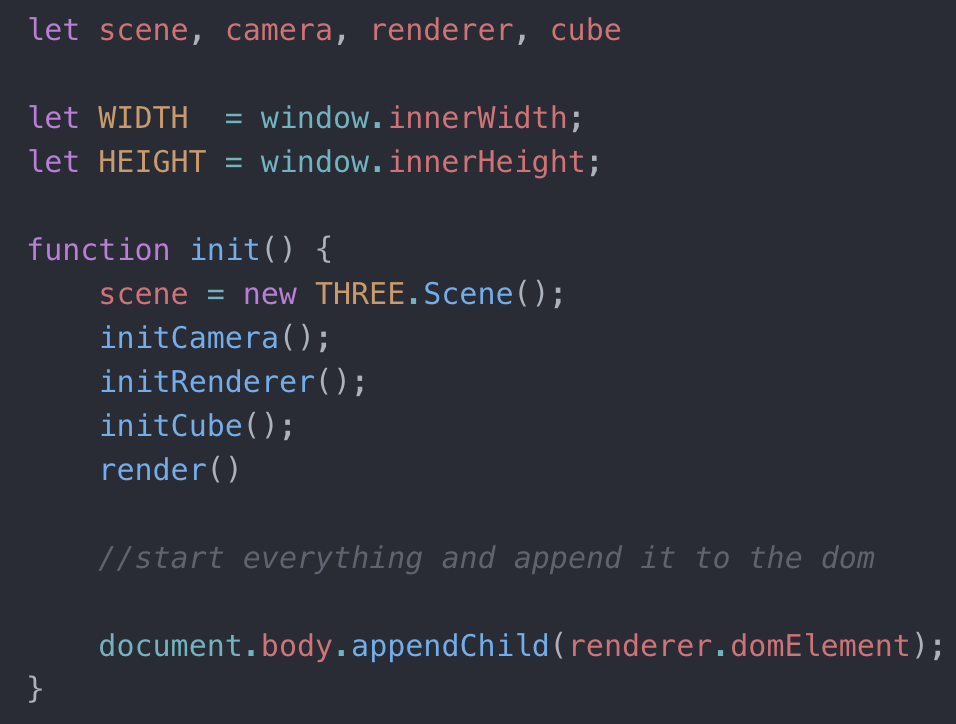 let scene, camera, renderer, cube
let WIDTH  = window.innerWidth;
let HEIGHT = window.innerHeight;
function init() {
    scene = new THREE.Scene();
    initCamera();
    initRenderer();
    initCube();
    render()
    //start everything and append it to the dom
    document.body.appendChild(renderer.domElement);
}